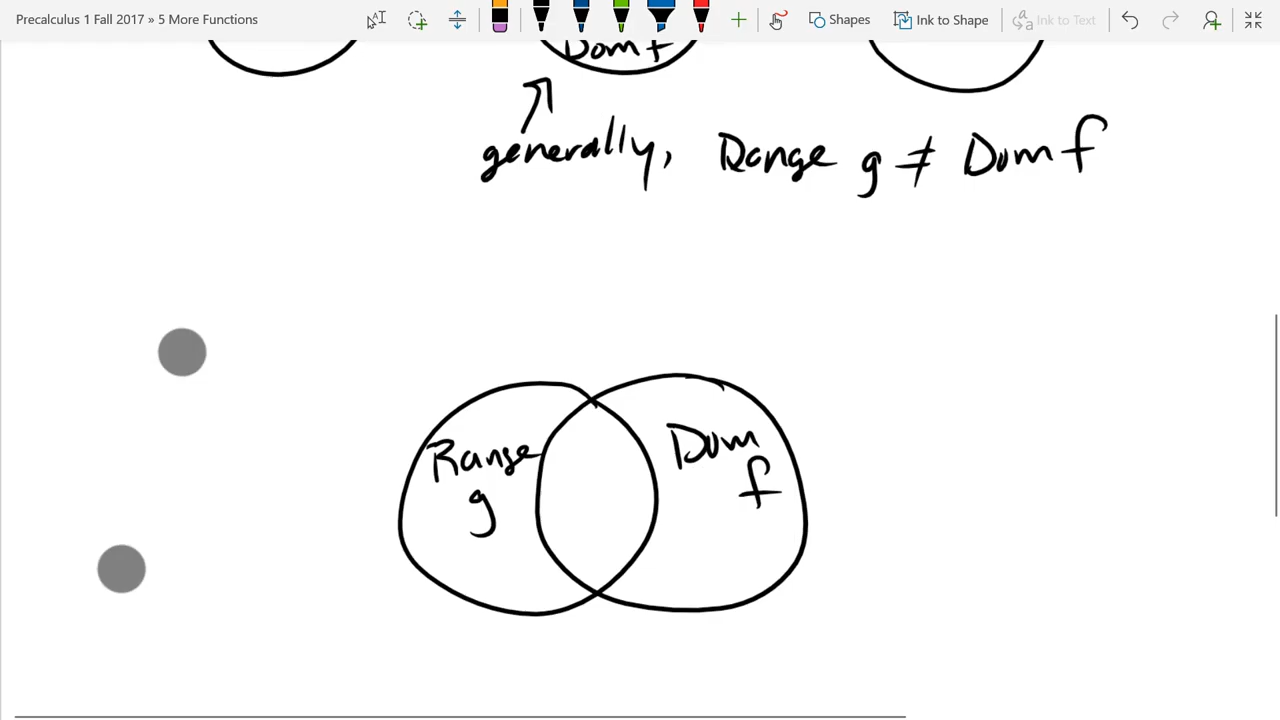 Precalculus 1 Fall 2017 » 5 More Functions
Shapes
Ink to Shape
Ink to Text
Dom f
generally, Range g ≠ Dom f
Range
g
Dom
f